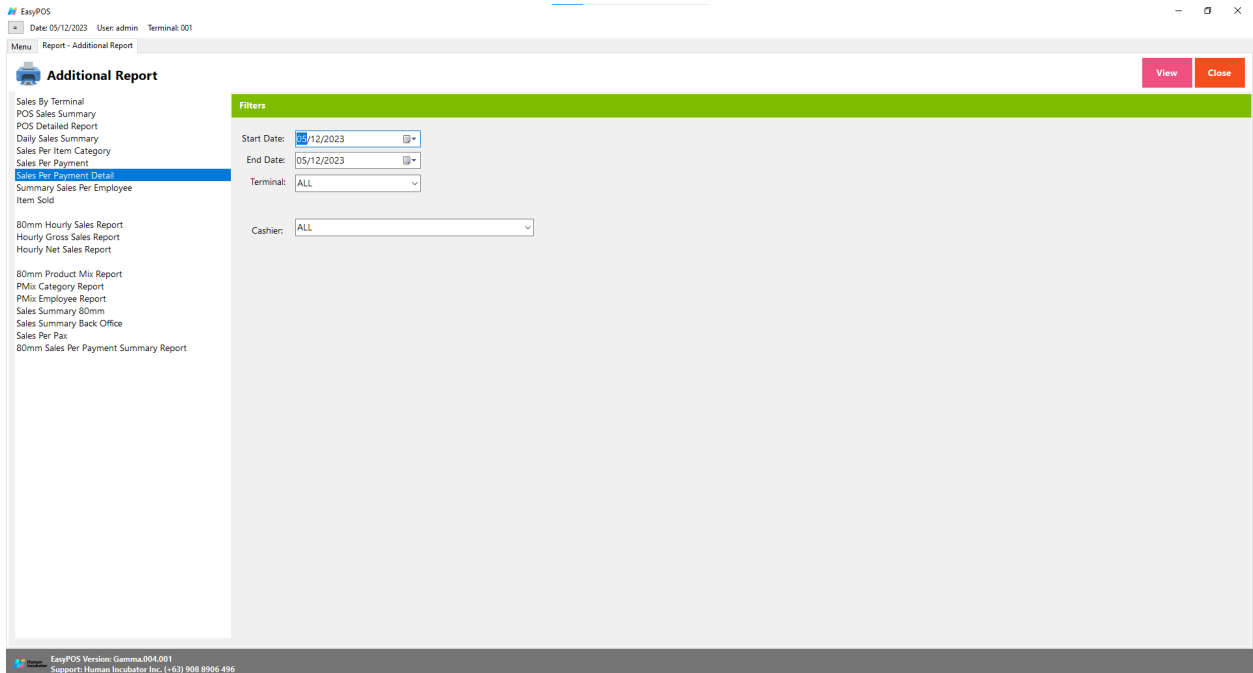 EasyPOS
Date: 05/12/2023 User: admin Terminal: 001
Menu Report - Additional Report
Additional Report
View Close
Sales By Terminal
POS Sales Summary
POS Detailed Report
Daily Sales Summary
Sales Per Item Category
Sales Per Payment
Sales Per Payment Detail
Summary Sales Per Employee
Item Sold
80mm Hourly Sales Report
Hourly Gross Sales Report
Hourly Net Sales Report
80mm Product Mix Report
PMix Category Report
PMix Employee Report
Sales Summary 80mm
Sales Summary Back Office
Sales Per Pax
80mm Sales Per Payment Summary Report
Filters
Start Date: 05/12/2023
End Date: 05/12/2023
Terminal: ALL
Cashier: ALL
Human Incubator
EasyPOS Version: Gamma.004.001
Support: Human Incubator Inc. (+63) 908 8906 496